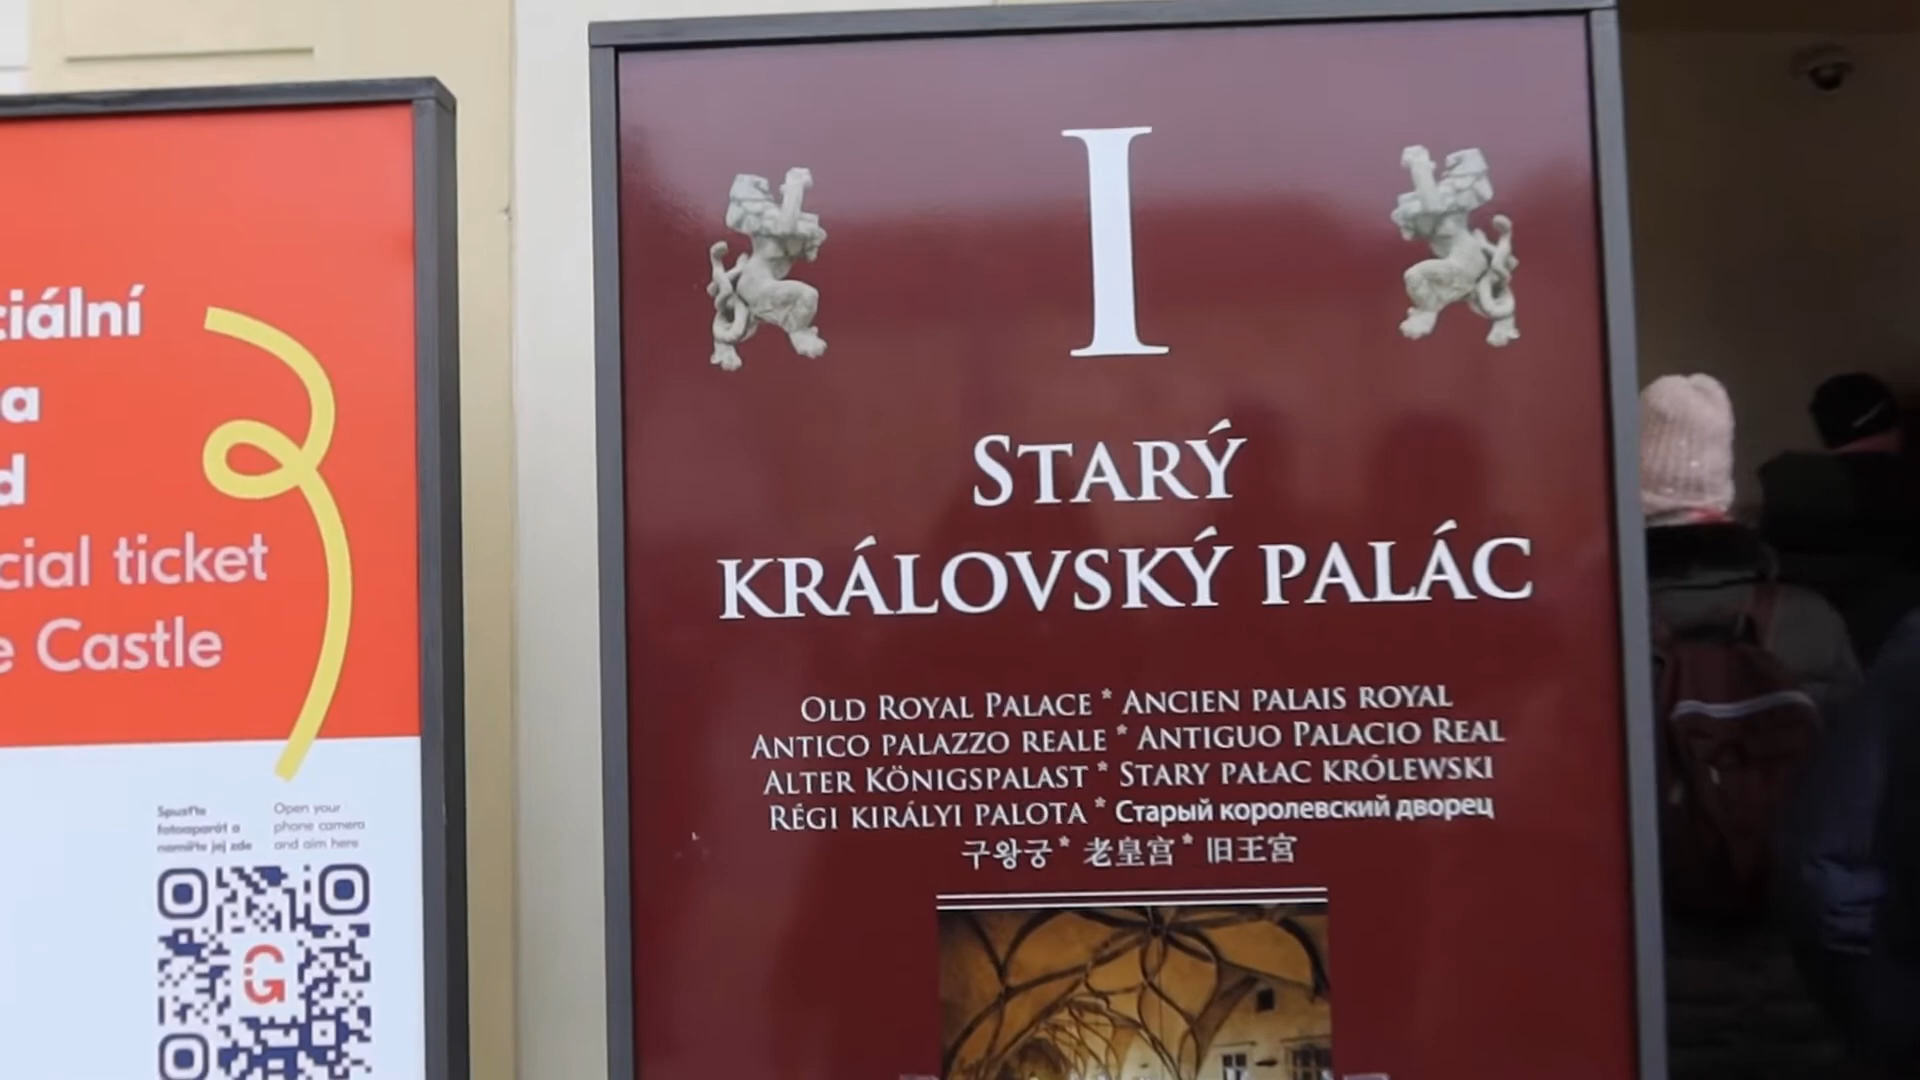 ciální
a
d
cial ticket
e Castle
Spusťte
fotoaparát a
namiřte jej zde
Open your
phone camera
and aim here
G
I
STARÝ
KRÁLOVSKÝ PALÁC
OLD ROYAL PALACE * ANCIEN PALAIS ROYAL
ANTICO PALAZZO REALE * ANTIGUO PALACIO REAL
ALTER KÖNIGSPALAST * STARY PAŁAC KRÓLEWSKI
RÉGI KIRÁLYI PALOTA * Старый королевский дворец
구왕궁 * 老皇宫 * 旧王宮